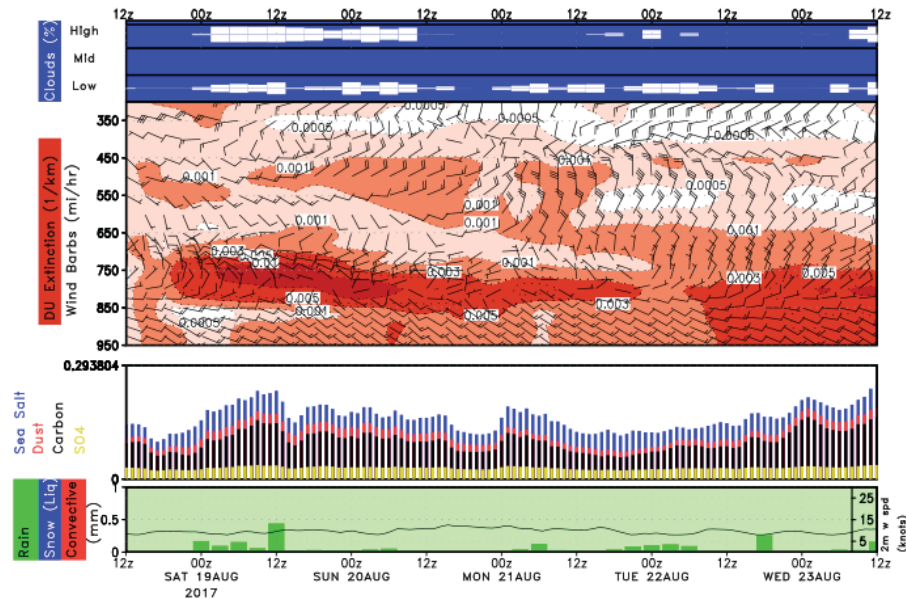 12z 00z 12z 00z 12z 00z 12z 00z 12z 00z 12z
Clouds (%)
High
Mid
Low
DU Extinction (1/km)
Wind Barbs (mi/hr)
350
450
550
650
750
850
950
0.0005
0.0005 0.0005 0.0005
0.001 0.001
0.001 0.0005
0.001
0.001 0.001 0.001
0.003 0.001
0.01 0.003 0.003 0.005
0.005 0.003
0.001 0.005
0.0005
0.293804
0
Sea Salt
Dust
Carbon
SO4
Rain
Snow (Liq)
Convective
(mm)
1
0.5
0
25
15
5
2m w spd
(knots)
12z 00z 12z 00z 12z 00z 12z 00z 12z 00z 12z
SAT 19AUG SUN 20AUG MON 21AUG TUE 22AUG WED 23AUG
2017